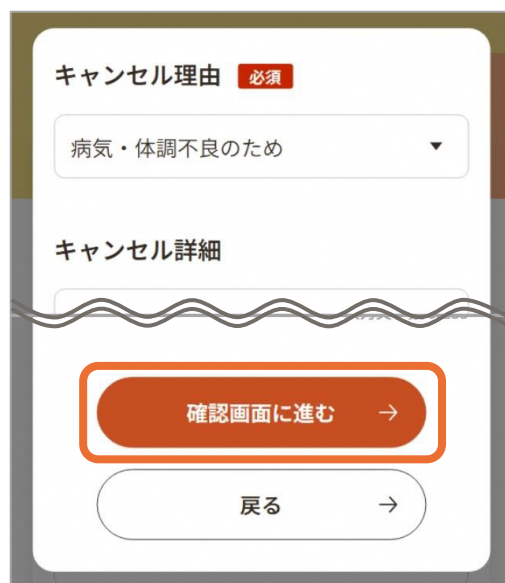 キャンセル理由 必須
病気・体調不良のため
キャンセル詳細
確認画面に進む
戻る